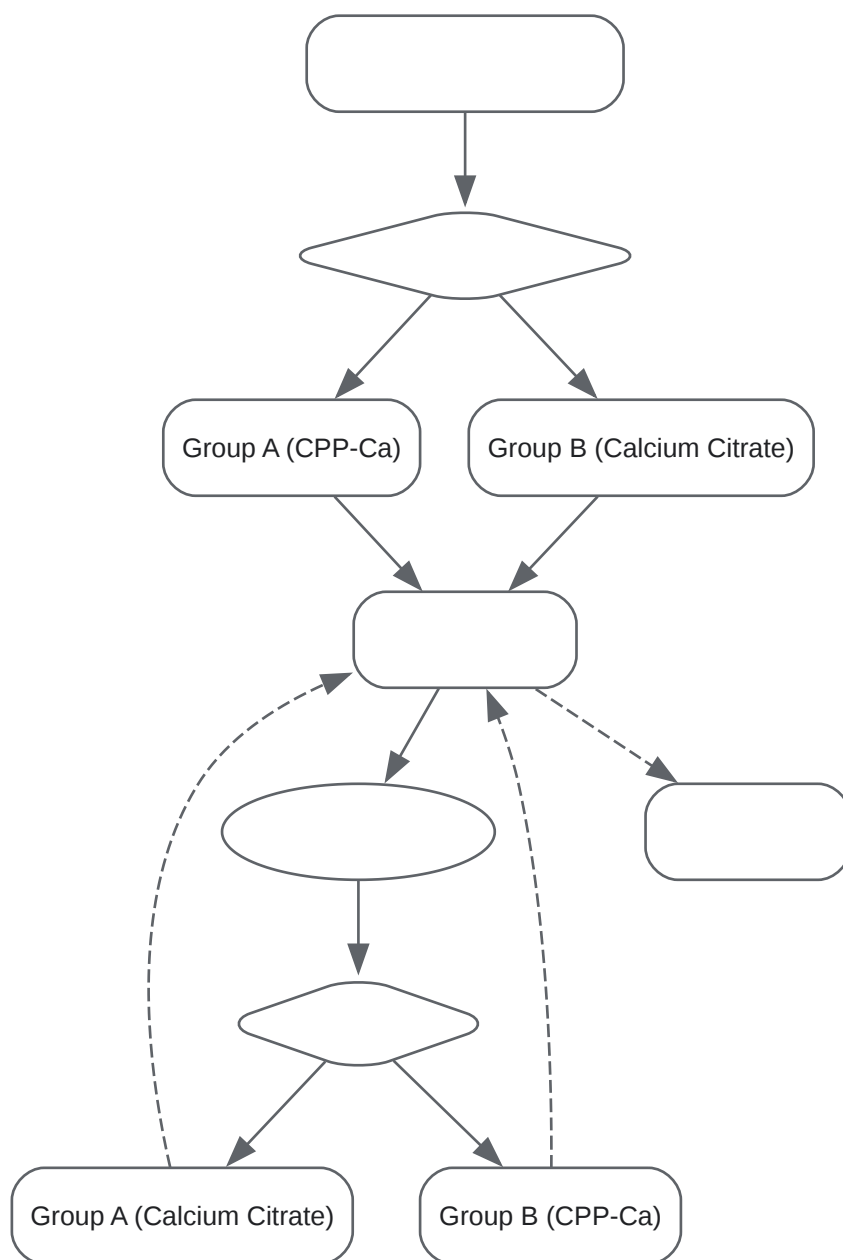 Group A (CPP-Ca)
Group B (Calcium Citrate)
Group A (Calcium Citrate)
Group B (CPP-Ca)